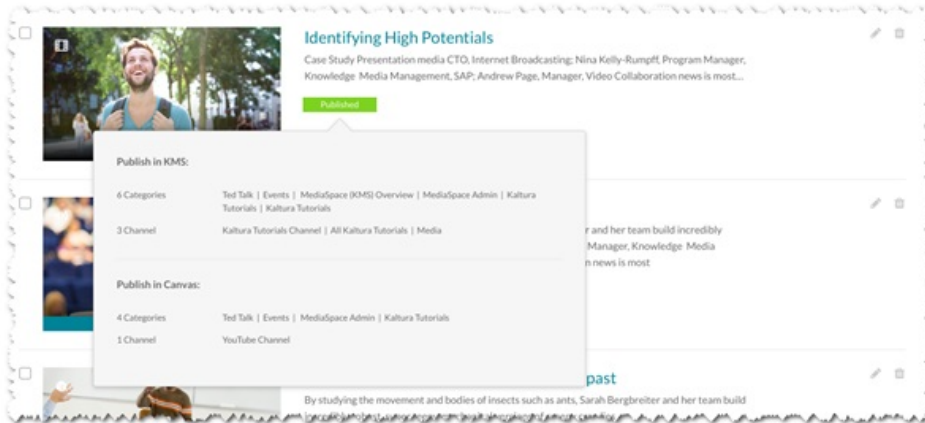 Identifying High Potentials
Case Study Presentation media CTO, Internet Broadcasting; Nina Kelly-Rumpff, Program Manager,
Knowledge Media Management, SAP; Andrew Page, Manager, Video Collaboration news is most...
Published
Publish in KMS:
6 Categories Ted Talk | Events | MediaSpace (KMS) Overview | MediaSpace Admin | Kaltura
Tutorials | Kaltura Tutorials
3 Channel Kaltura Tutorials Channel | All Kaltura Tutorials | Media
r and her team build incredibly
Manager, Knowledge Media
n news is most
Publish in Canvas:
4 Categories Ted Talk | Events | MediaSpace Admin | Kaltura Tutorials
1 Channel YouTube Channel
past
By studying the movement and bodies of insects such as ants, Sarah Bergbreiter and her team build